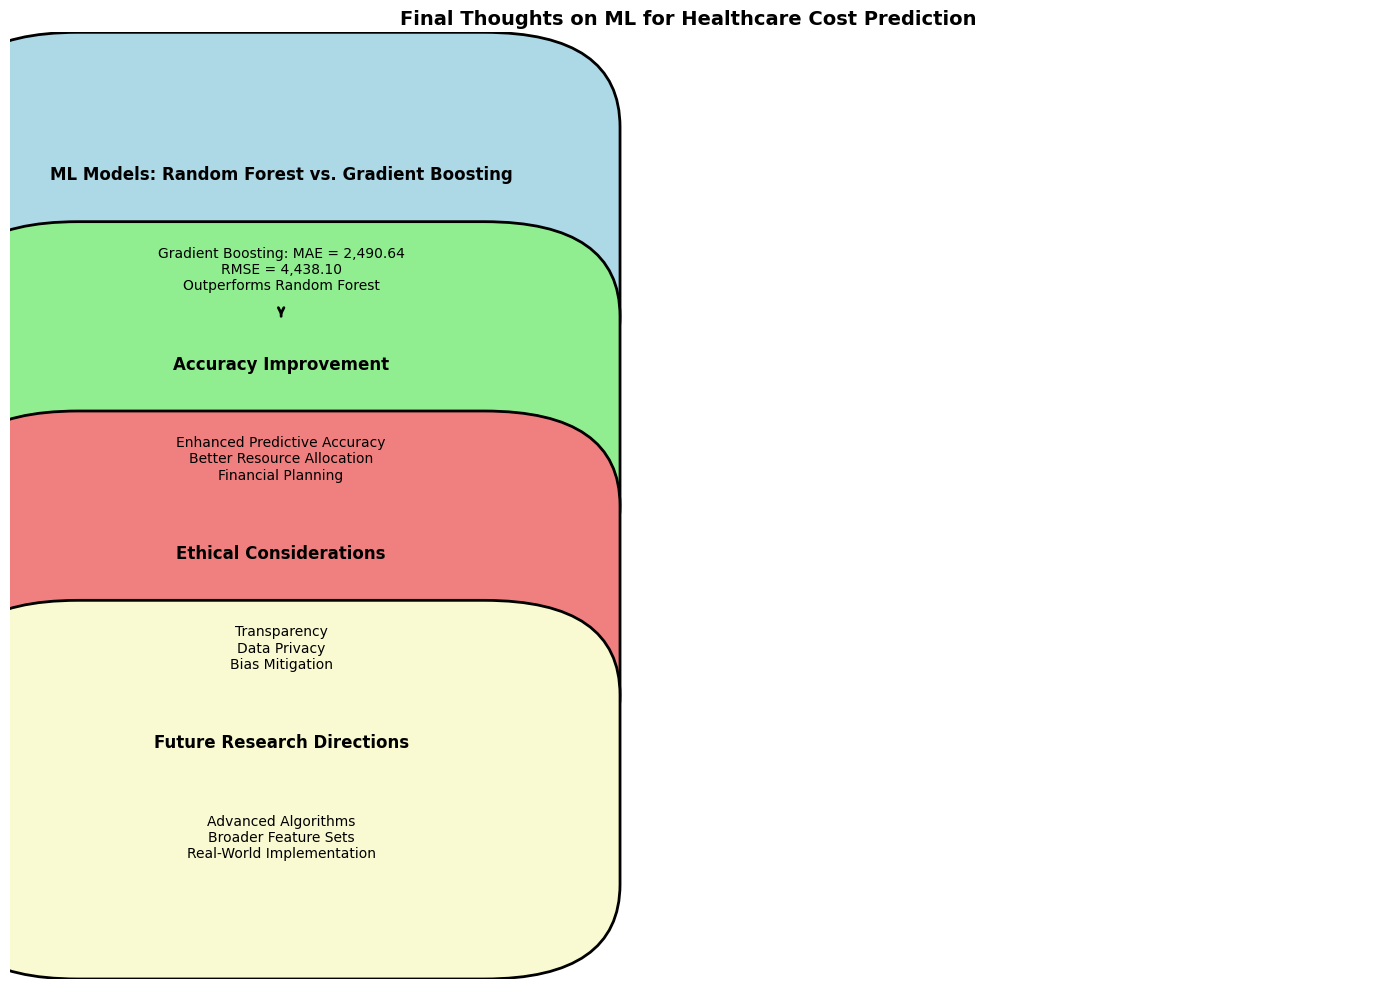 Final Thoughts on ML for Healthcare Cost Prediction
ML Models: Random Forest vs. Gradient Boosting
Gradient Boosting: MAE = 2,490.64
RMSE = 4,438.10
Outperforms Random Forest
Accuracy Improvement
Enhanced Predictive Accuracy
Better Resource Allocation
Financial Planning
Ethical Considerations
Transparency
Data Privacy
Bias Mitigation
Future Research Directions
Advanced Algorithms
Broader Feature Sets
Real-World Implementation